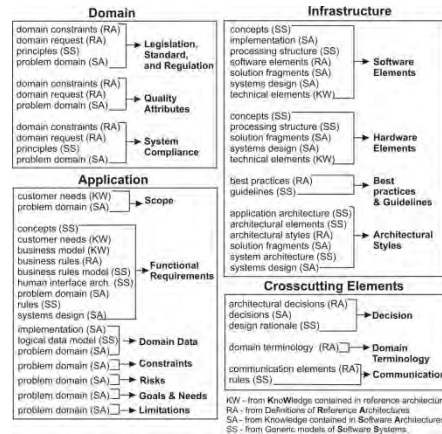 Domain
domain constraints (RA)
domain request (RA)
principles (SS)
problem domain (SA)
Legislation,
Standard,
and Regulation
domain constraints (RA)
domain request (RA)
problem domain (SA)
Quality
Attributes
domain constraints (RA)
domain request (RA)
principles (SS)
problem domain (SA)
System
Compliance
Application
customer needs (KW)
problem domain (SA)
Scope
concepts (SS)
customer needs (KW)
business model (KW)
business rules (RA)
business rules model (SS)
human interface arch. (SS)
problem domain (SA)
rules (SS)
systems design (SA)
Functional
Requirements
implementation (SA)
logical data model (SS)
problem domain (SA)
Domain Data
problem domain (SA)
Constraints
problem domain (SA)
Risks
problem domain (SA)
Goals & Needs
problem domain (SA)
Limitations
Infrastructure
concepts (SS)
implementation (SA)
processing structure (SS)
software elements (RA)
solution fragments (SA)
systems design (SA)
technical elements (KW)
Software
Elements
concepts (SS)
processing structure (SS)
solution fragments (SA)
systems design (SA)
technical elements (KW)
Hardware
Elements
best practices (RA)
guidelines (SS)
Best
practices
& Guidelines
application architecture (SS)
architectural elements (SS)
architectural styles (RA)
solution fragments (SA)
system architecture (SS)
systems design (SA)
Architectural
Styles
Crosscutting Elements
architectural decisions (RA)
decisions (SA)
design rationale (SS)
Decision
domain terminology (RA)
Domain
Terminology
communication elements (RA)
rules (SS)
Communication
KW - from KnoWledge contained in reference architecture
RA - from Definitions of Reference Architectures
SA - from Knowledge contained in Software Architectures
SS - from Generic models of Software Systems